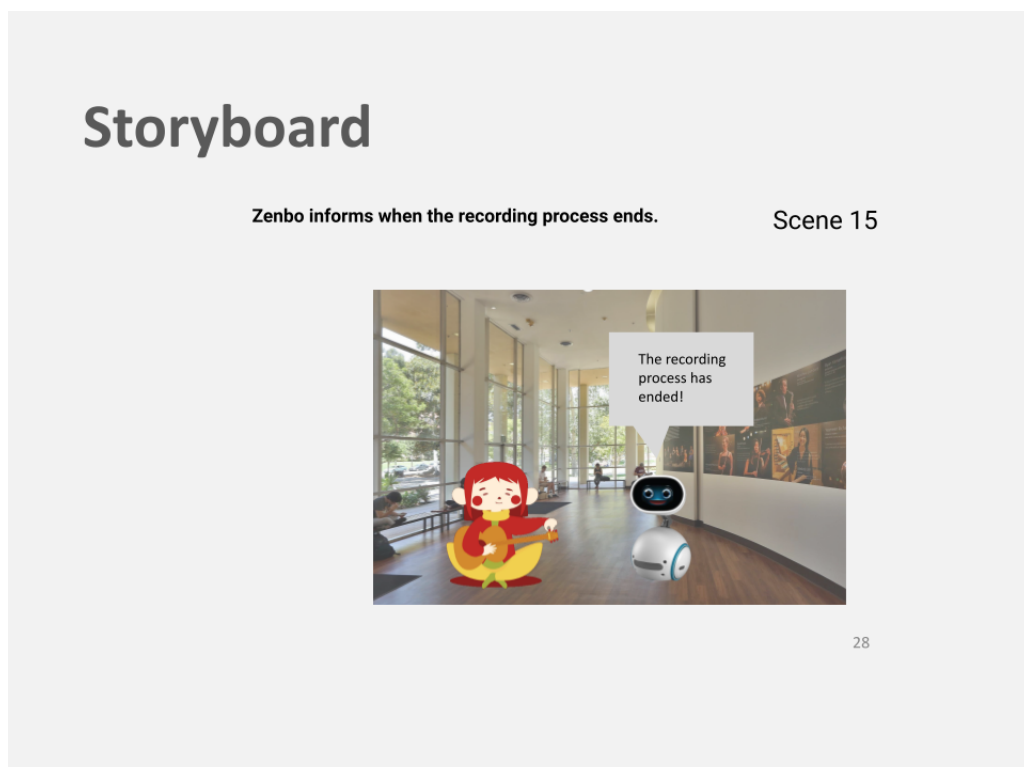 Storyboard
Zenbo informs when the recording process ends.
Scene 15
The recording
process has
ended!
28